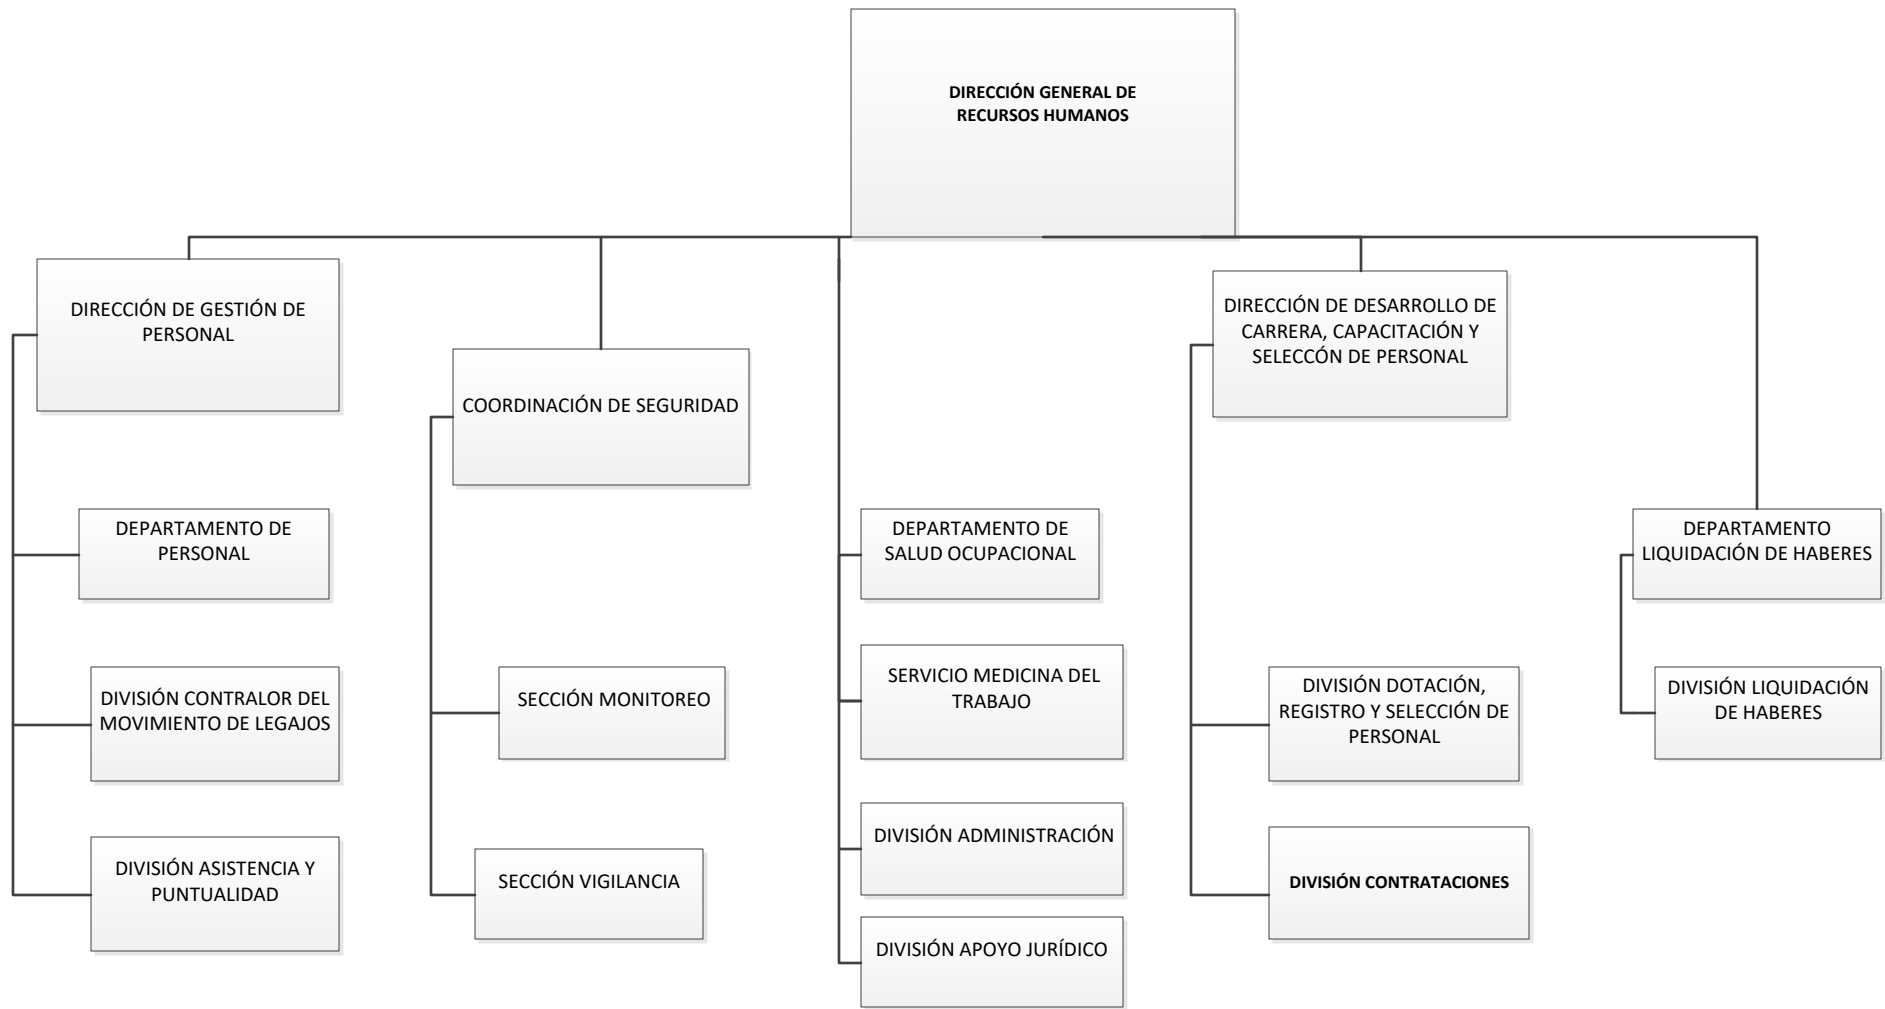 DIRECCIÓN GENERAL DE
RECURSOS HUMANOS
DIRECCIÓN DE GESTIÓN DE
PERSONAL
COORDINACIÓN DE SEGURIDAD
DIRECCIÓN DE DESARROLLO DE
CARRERA, CAPACITACIÓN Y
SELECCÓN DE PERSONAL
DEPARTAMENTO DE
PERSONAL
DEPARTAMENTO DE
SALUD OCUPACIONAL
DEPARTAMENTO
LIQUIDACIÓN DE HABERES
DIVISIÓN CONTRALOR DEL
MOVIMIENTO DE LEGAJOS
SECCIÓN MONITOREO
SERVICIO MEDICINA DEL
TRABAJO
DIVISIÓN DOTACIÓN,
REGISTRO Y SELECCIÓN DE
PERSONAL
DIVISIÓN LIQUIDACIÓN
DE HABERES
DIVISIÓN ASISTENCIA Y
PUNTUALIDAD
SECCIÓN VIGILANCIA
DIVISIÓN ADMINISTRACIÓN
DIVISIÓN CONTRATACIONES
DIVISIÓN APOYO JURÍDICO